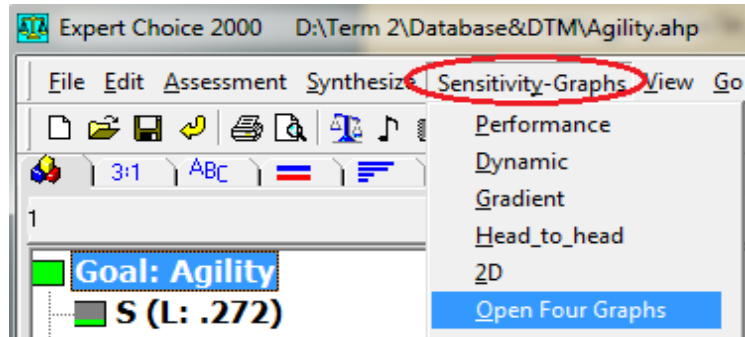 Expert Choice 2000 D:\Term 2\Database&DTM\Agility.ahp
File Edit Assessment Synthesize Sensitivity-Graphs View Go
3:1 ABC
Performance
Dynamic
Gradient
1
Head_to_head
Goal: Agility
2D
S (L: .272)
Open Four Graphs